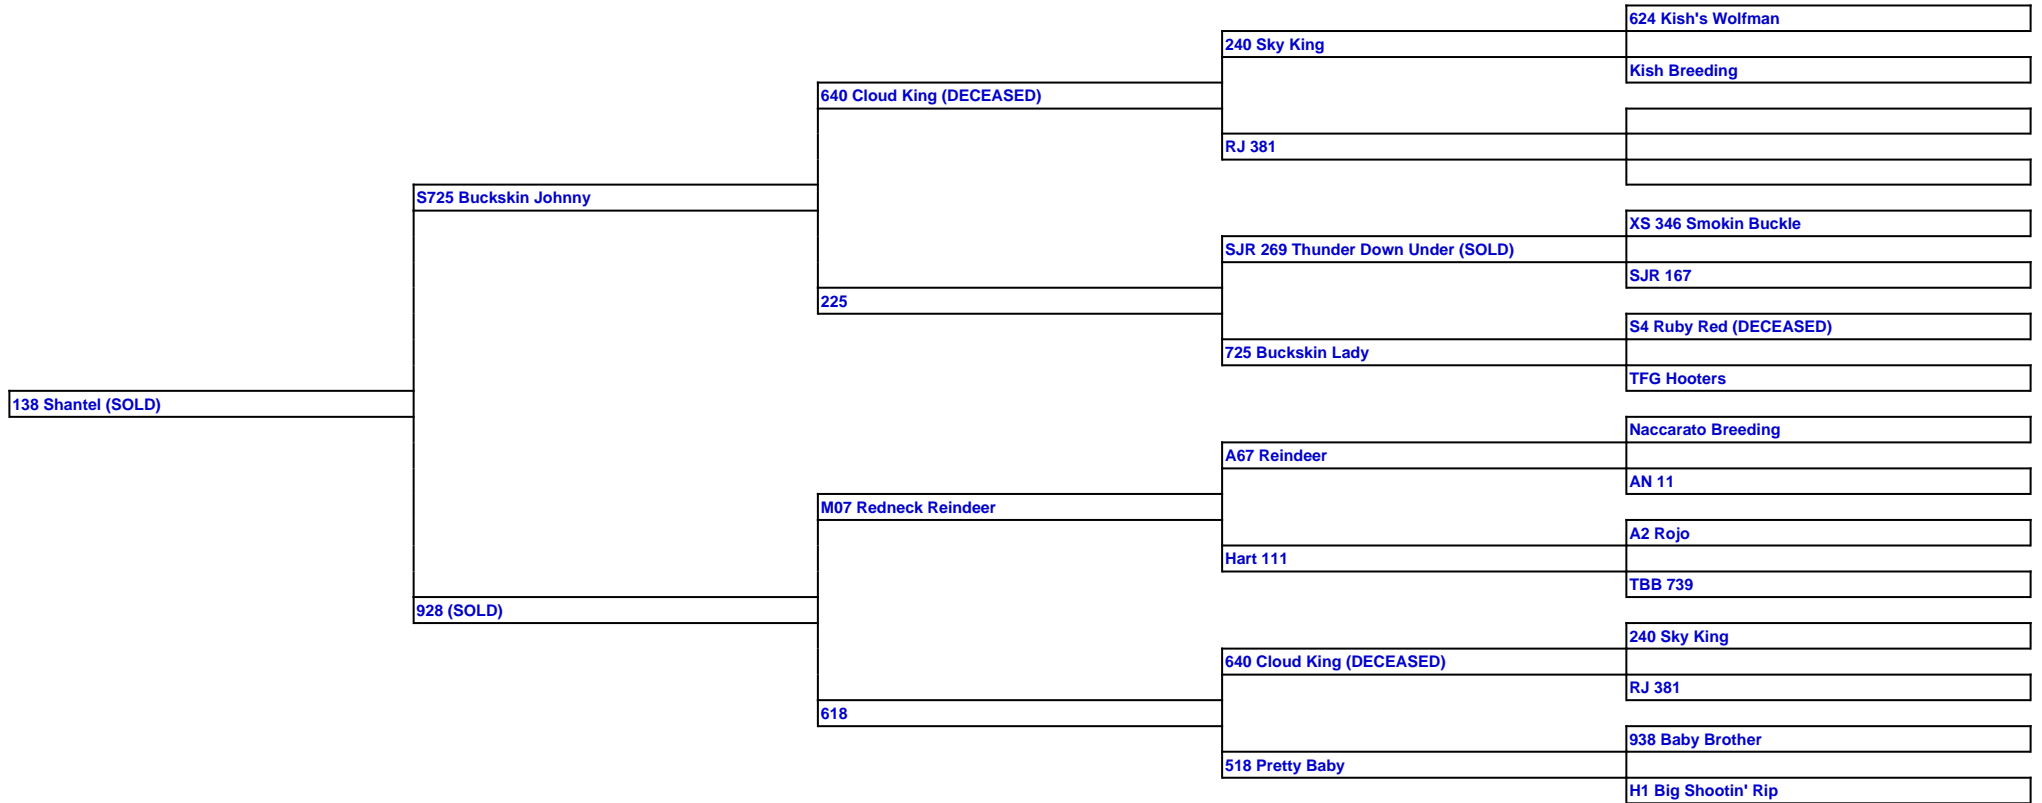 624 Kish's Wolfman
240 Sky King
Kish Breeding
640 Cloud King (DECEASED)
RJ 381
S725 Buckskin Johnny
XS 346 Smokin Buckle
SJR 269 Thunder Down Under (SOLD)
SJR 167
225
S4 Ruby Red (DECEASED)
725 Buckskin Lady
TFG Hooters
138 Shantel (SOLD)
Naccarato Breeding
A67 Reindeer
AN 11
M07 Redneck Reindeer
A2 Rojo
Hart 111
TBB 739
928 (SOLD)
240 Sky King
640 Cloud King (DECEASED)
RJ 381
618
938 Baby Brother
518 Pretty Baby
H1 Big Shootin' Rip